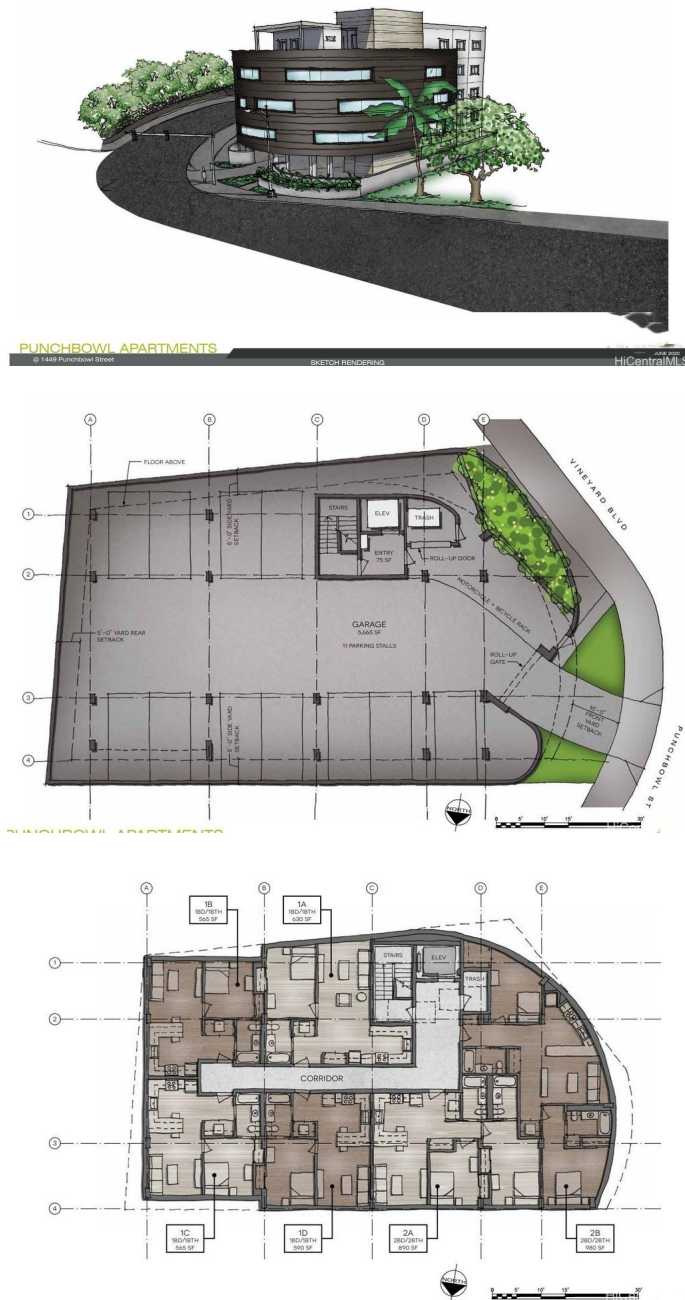 PUNCHBOWL APARTMENTS
@ 1449 Punchbowl Street
SKETCH RENDERING
JUNE 2020
HiCentralMLS
A
B
C
D
E
FLOOR ABOVE
VINEYARD BLVD
5'-0" SIDE YARD
SETBACK
STAIRS
ELEV
TRASH
1
ENTRY
75 SF
ROLL-UP DOOR
2
MOTORCYCLE + BICYCLE RACK
GARAGE
5,665 SF
11 PARKING STALLS
5'-0" YARD REAR
SETBACK
ROLL-UP
GATE
3
10'-0"
FRONT
YARD
SETBACK
5'-0" SIDE YARD
SETBACK
4
PUNCHBOWL ST
NORTH
0' 5' 10' 15' 30'
PUNCHBOWL APARTMENTS
A
B
C
D
E
1B
1BD/1BTH
565 SF
1A
1BD/1BTH
630 SF
1
STAIRS
ELEV
TRASH
2
CORRIDOR
3
4
1C
1BD/1BTH
565 SF
1D
1BD/1BTH
590 SF
2A
2BD/2BTH
890 SF
2B
2BD/2BTH
980 SF
NORTH
0' 5' 10' 15' 30'